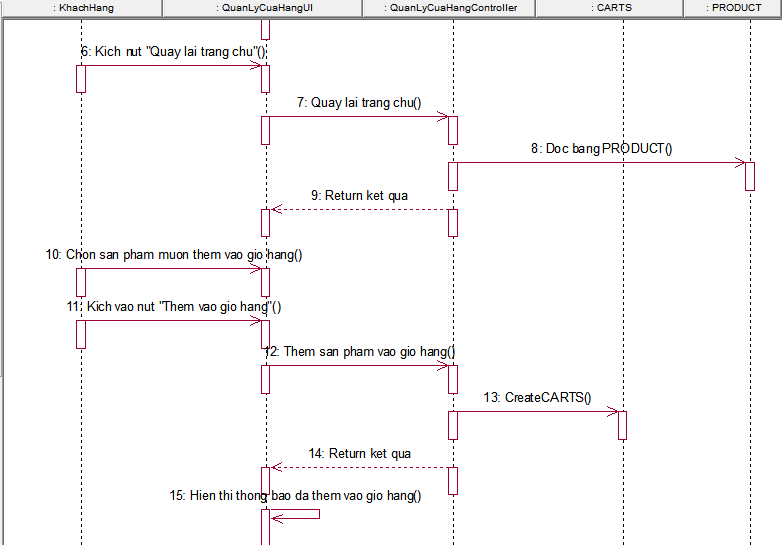 : KhachHang
: QuanLyCuaHangUI
: QuanLyCuaHangController
: CARTS
: PRODUCT
6: Kich nut "Quay lai trang chu"()
7: Quay lai trang chu()
8: Doc bang PRODUCT()
9: Return ket qua
10: Chon san pham muon them vao gio hang()
11: Kich vao nut "Them vao gio hang"()
12: Them san pham vao gio hang()
13: CreateCARTS()
14: Return ket qua
15: Hien thi thong bao da them vao gio hang()